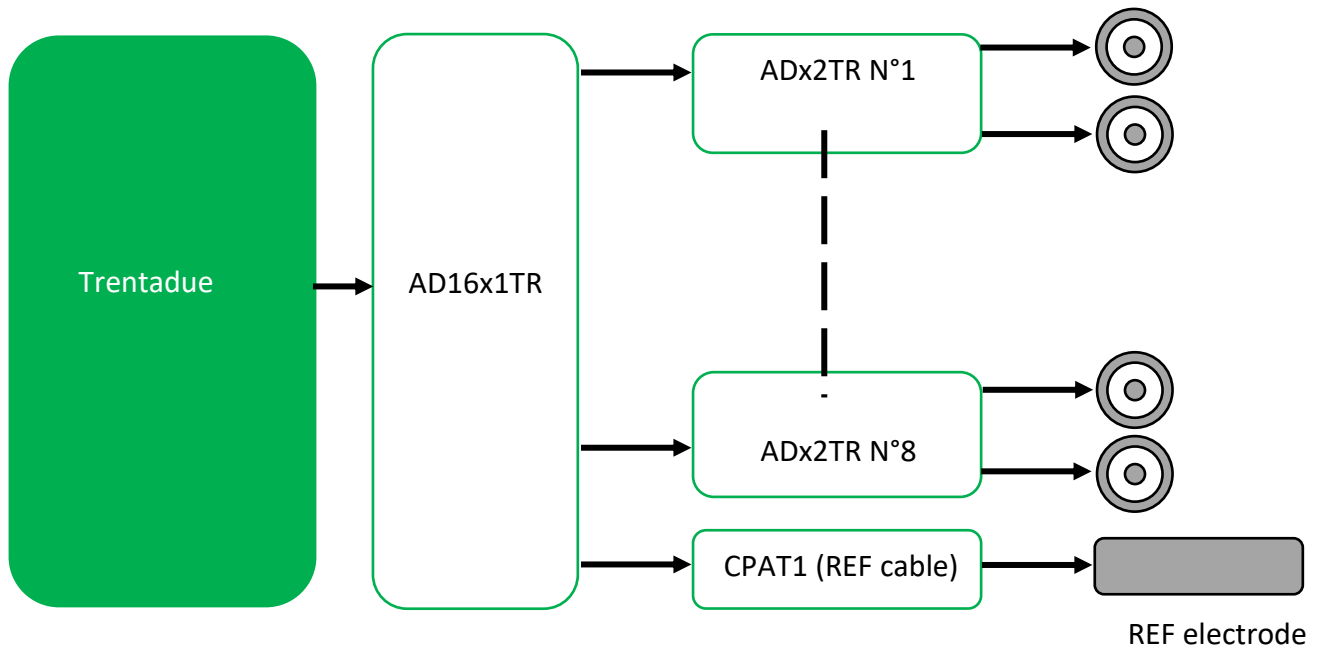 Trentadue
AD16x1TR
ADx2TR N°1
ADx2TR N°8
CPAT1 (REF cable)
REF electrode